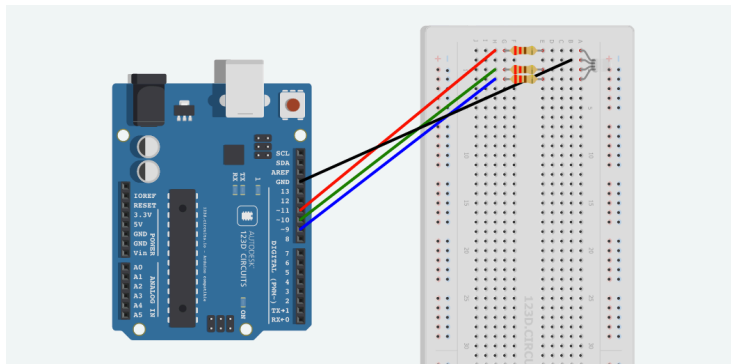 SCL
SDA
AREF
GND
13
12
~11
~10
~9
8
7
6
5
4
3
2
TX→1
RX←0
IOREF
RESET
3.3V
5V
GND
GND
Vin
POWER
A0
A1
A2
A3
A4
A5
ANALOG IN
TX
RX
1
AUTODESK
123D CIRCUITS
DIGITAL (PWM~)
ON
123D.CIRCU